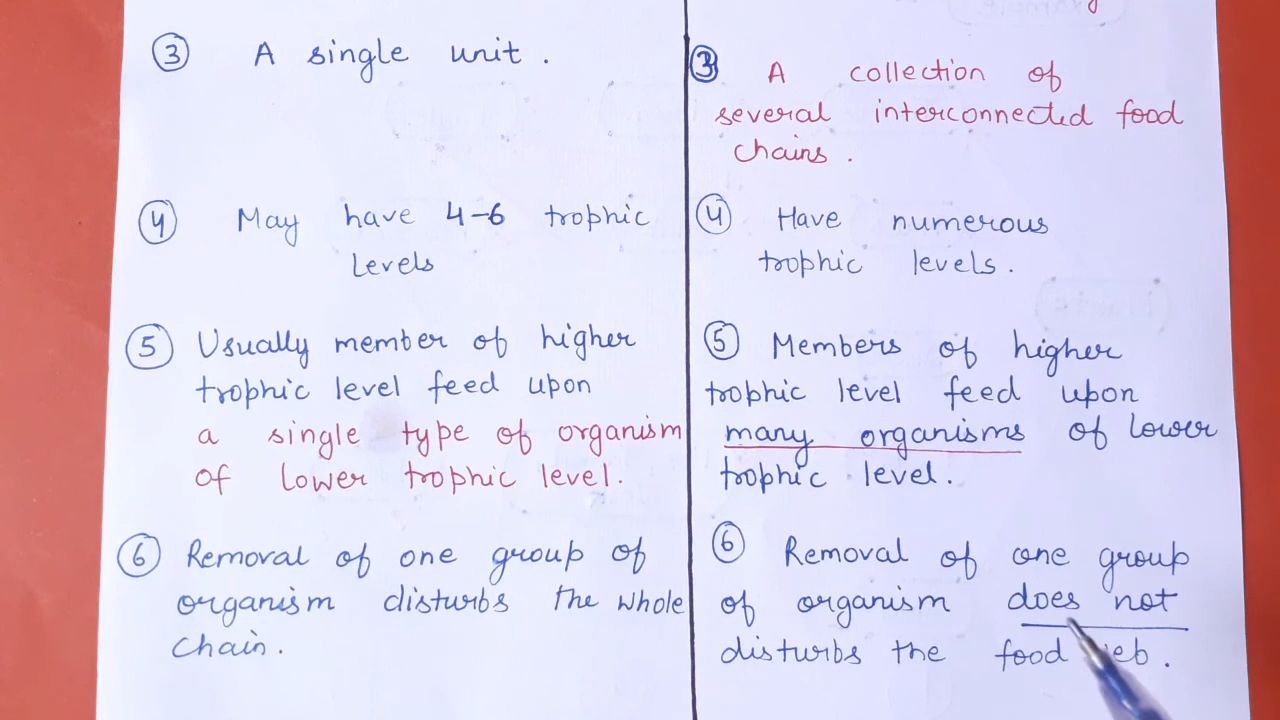 ③ A single unit.
④ May have 4-6 trophic
levels
⑤ Usually member of higher
trophic level feed upon
a single type of organism
of lower trophic level.
⑥ Removal of one group of
organism disturbs the whole
chain.
③ A collection of
several interconnected food
chains.
④ Have numerous
trophic levels.
⑤ Members of higher
trophic level feed upon
many organisms of lower
trophic level.
⑥ Removal of one group
of organism does not
disturbs the food